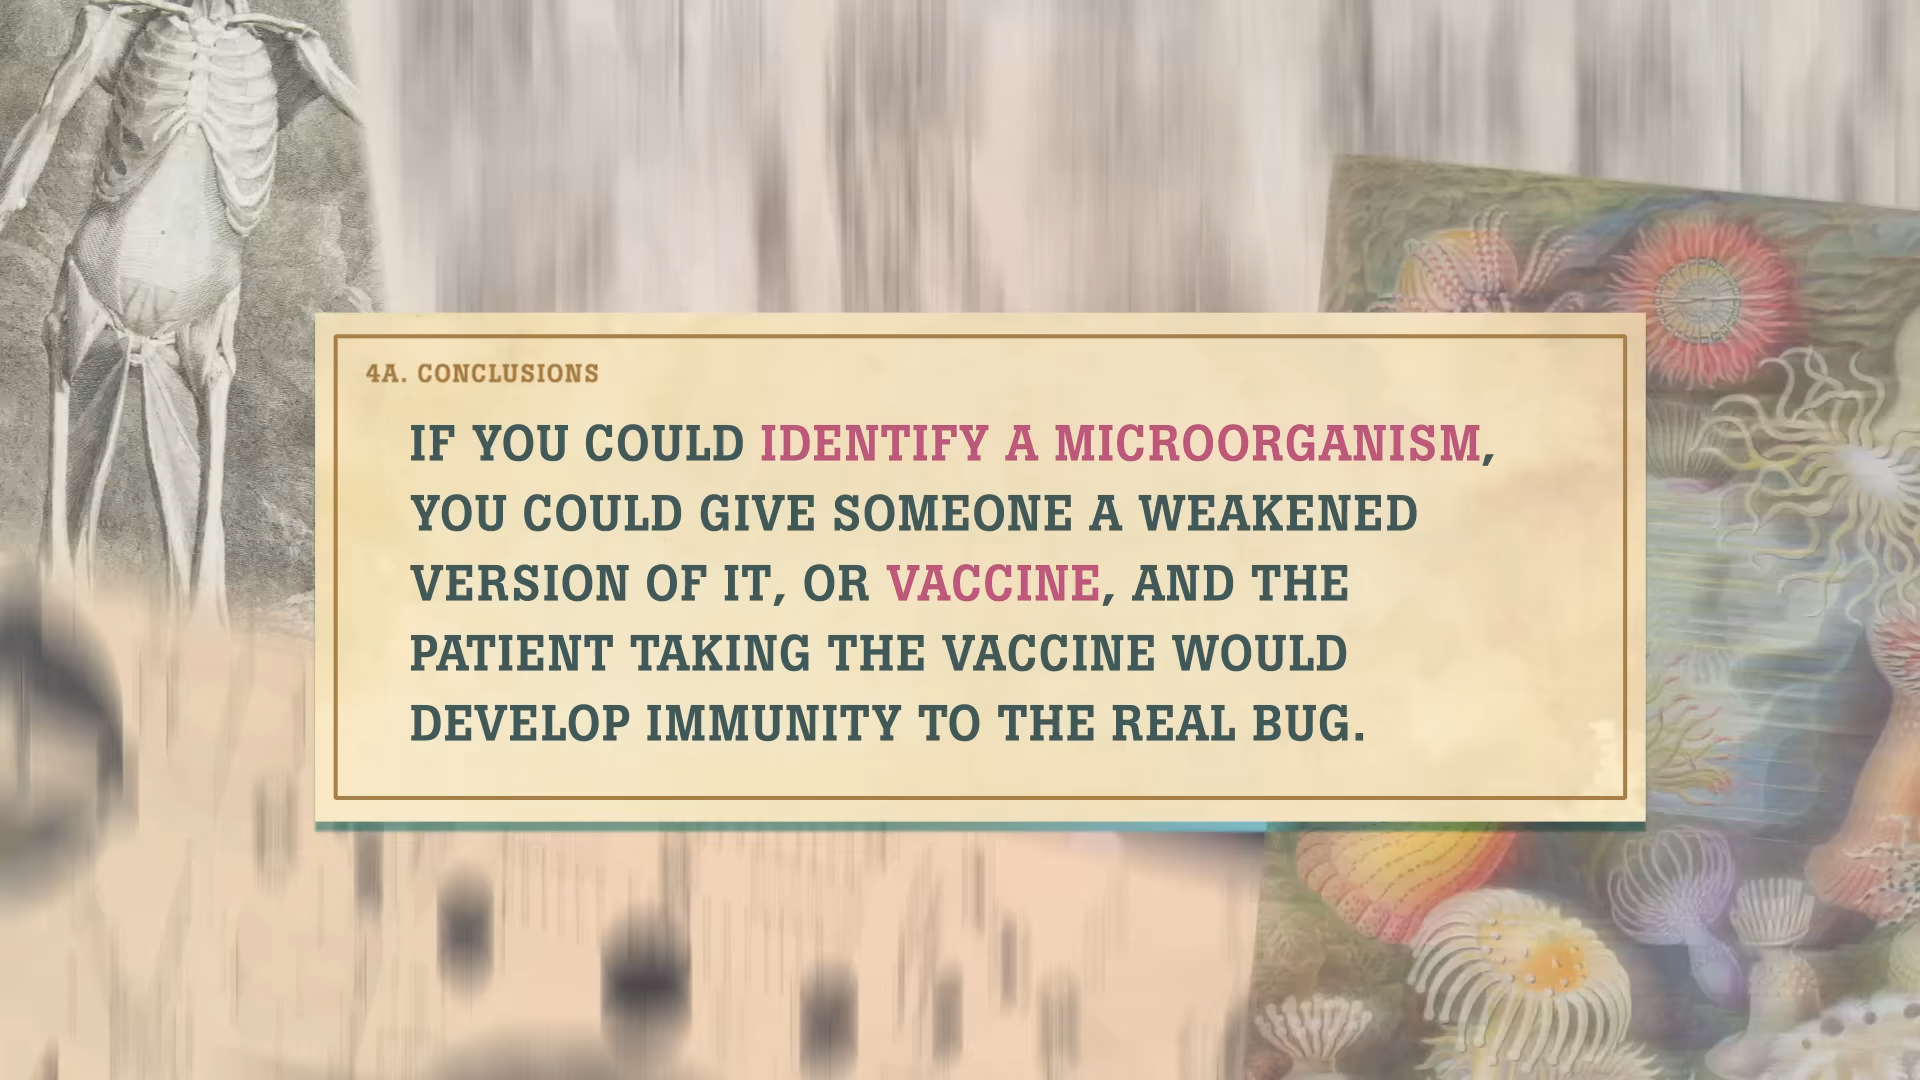 4A. CONCLUSIONS
IF YOU COULD IDENTIFY A MICROORGANISM,
YOU COULD GIVE SOMEONE A WEAKENED
VERSION OF IT, OR VACCINE, AND THE
PATIENT TAKING THE VACCINE WOULD
DEVELOP IMMUNITY TO THE REAL BUG.